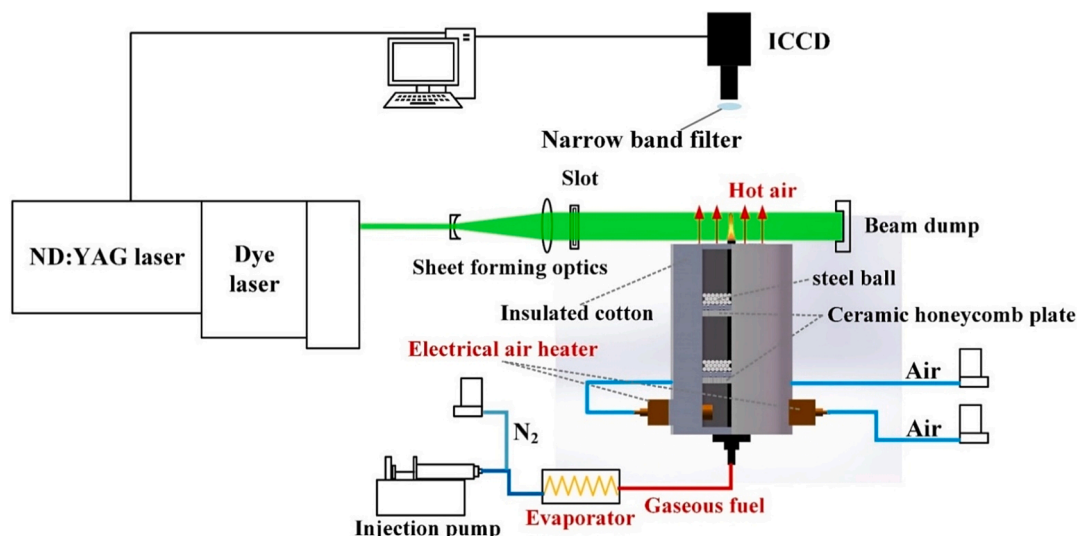 ICCD
Narrow band filter
Slot
Hot air
ND:YAG laser
Dye
laser
Sheet forming optics
Beam dump
steel ball
Insulated cotton
Ceramic honeycomb plate
Electrical air heater
Air
Air
N₂
Gaseous fuel
Evaporator
Injection pump